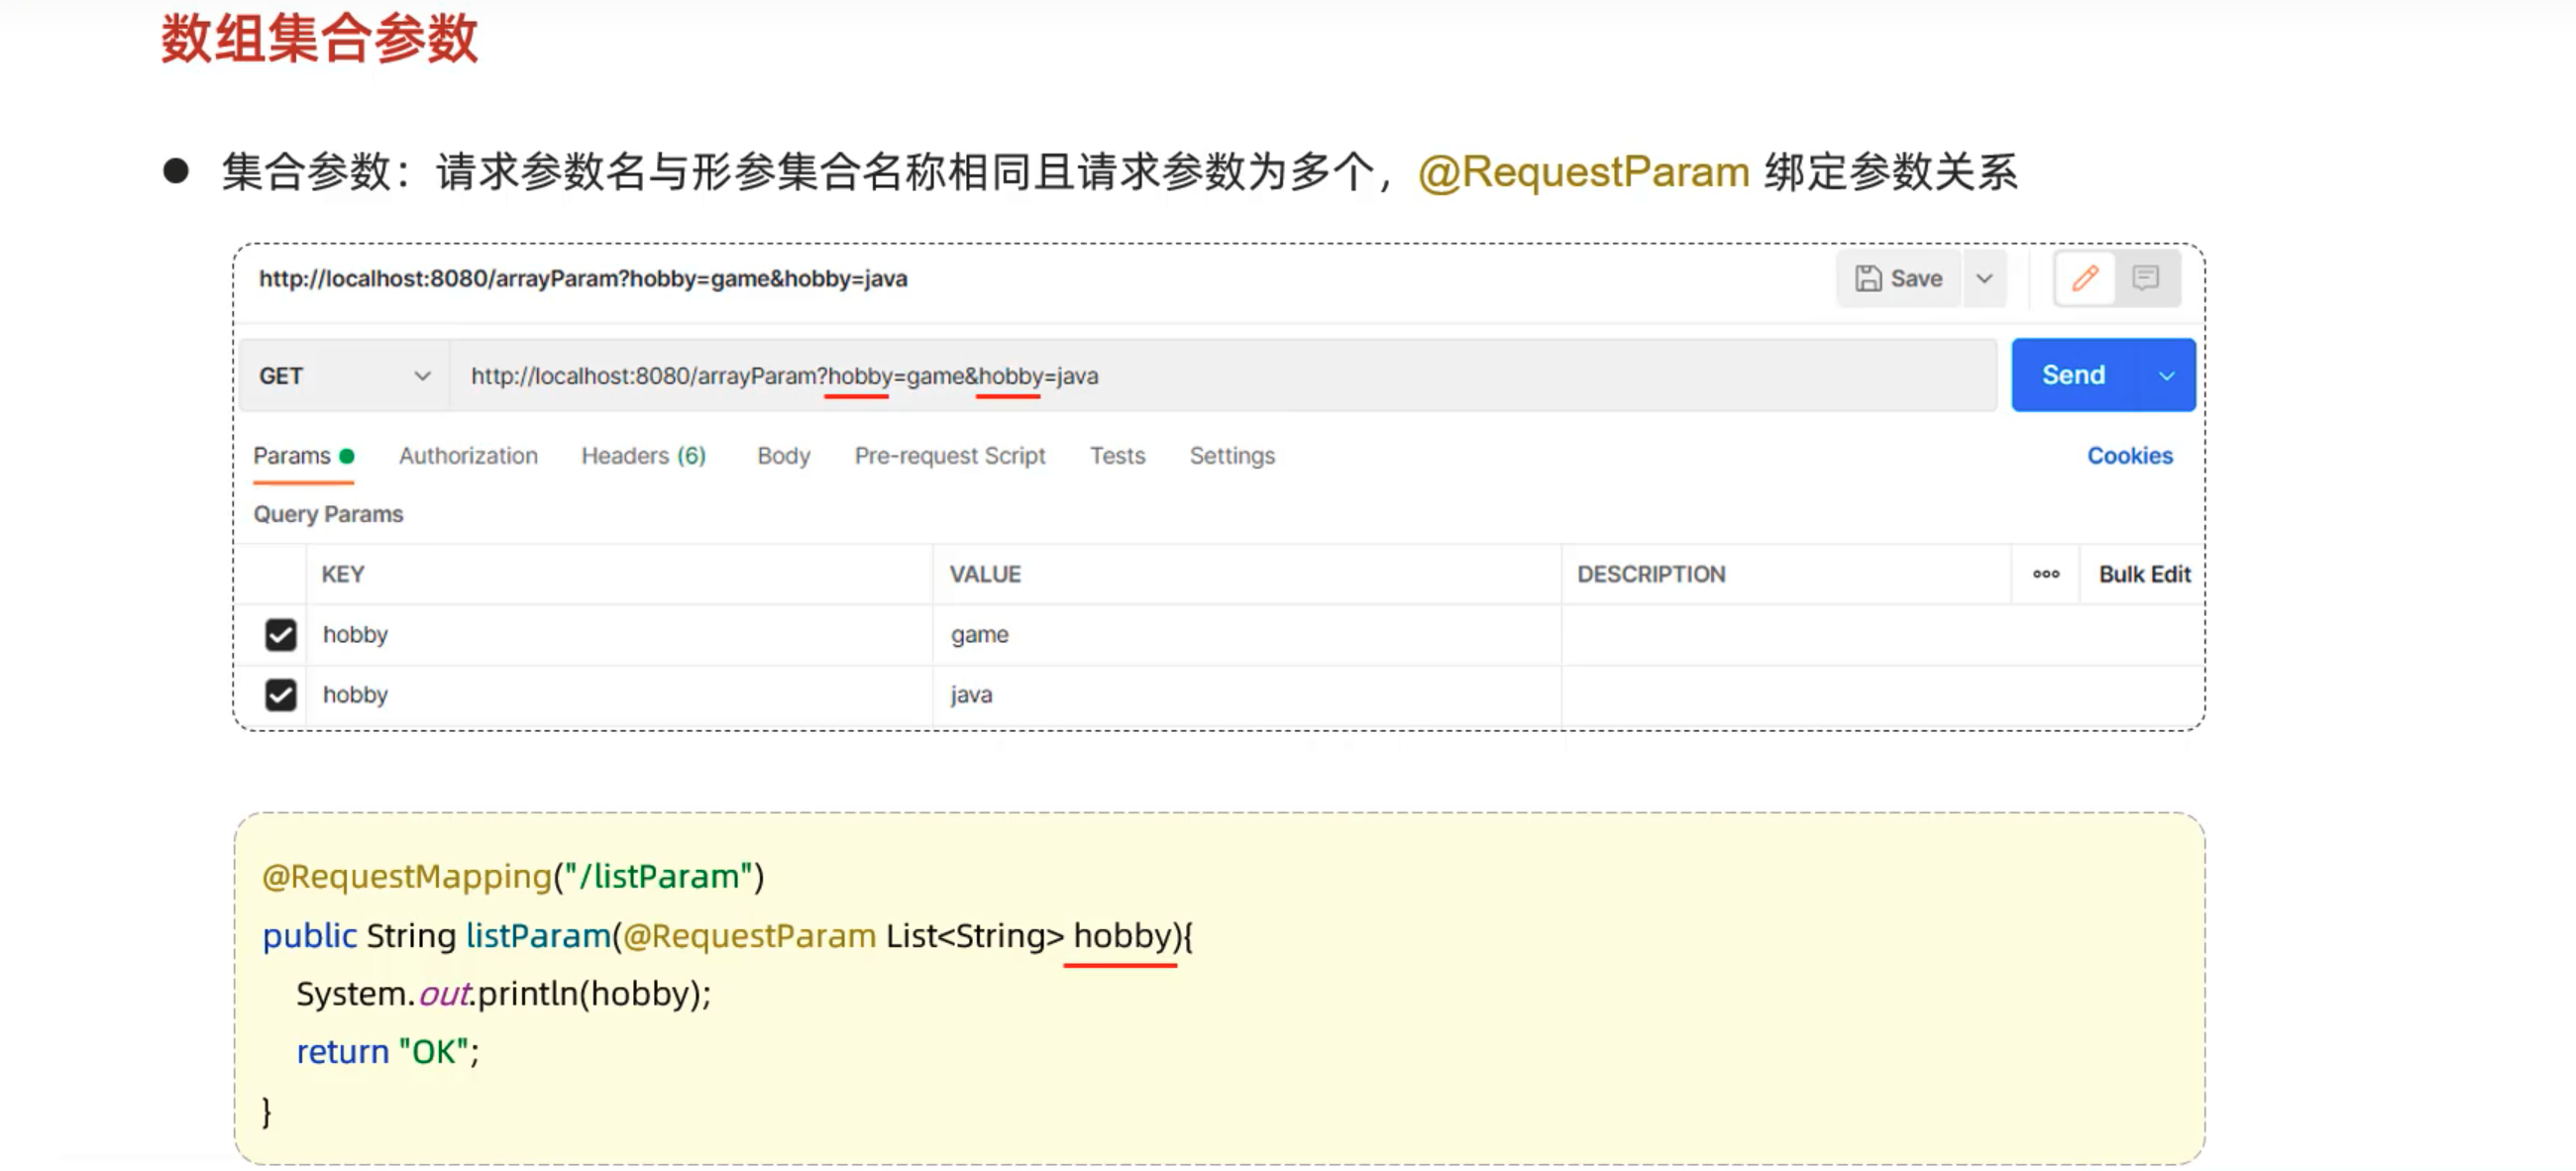 数组集合参数
● 集合参数：请求参数名与形参集合名称相同且请求参数为多个，@RequestParam 绑定参数关系
http://localhost:8080/arrayParam?hobby=game&hobby=java Save
GET http://localhost:8080/arrayParam?hobby=game&hobby=java Send
Params Authorization Headers (6) Body Pre-request Script Tests Settings Cookies
Query Params
KEY VALUE DESCRIPTION ooo Bulk Edit
hobby game
hobby java
@RequestMapping("/listParam")
public String listParam(@RequestParam List<String> hobby){
System.out.println(hobby);
return "OK";
}